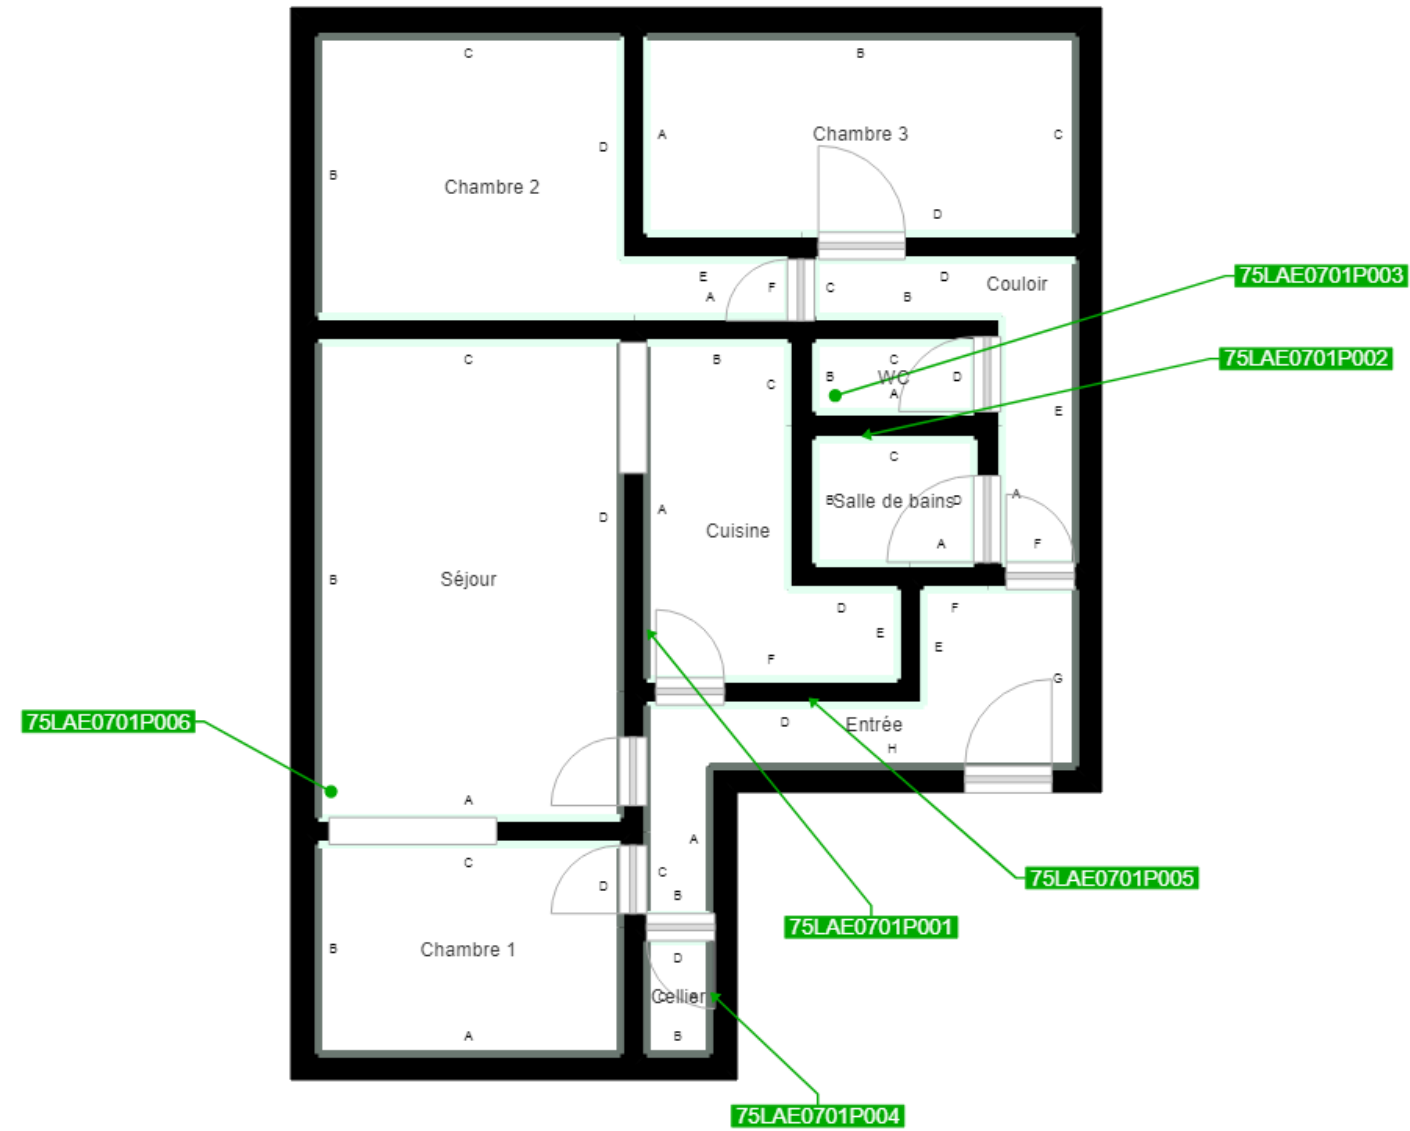 C
B
D
A
Chambre 3
C
B
Chambre 2
D
E
A
F
C
B
D
Couloir
75LAE0701P003
C
B
C
C
B
WC
D
A
75LAE0701P002
E
A
D
A
C
B
Salle de bains
D
A
F
Cuisine
B
Séjour
D
E
F
F
E
G
75LAE0701P006
D
Entrée
H
A
C
D
A
C
B
75LAE0701P005
75LAE0701P001
B
Chambre 1
A
D
Cellier
B
75LAE0701P004